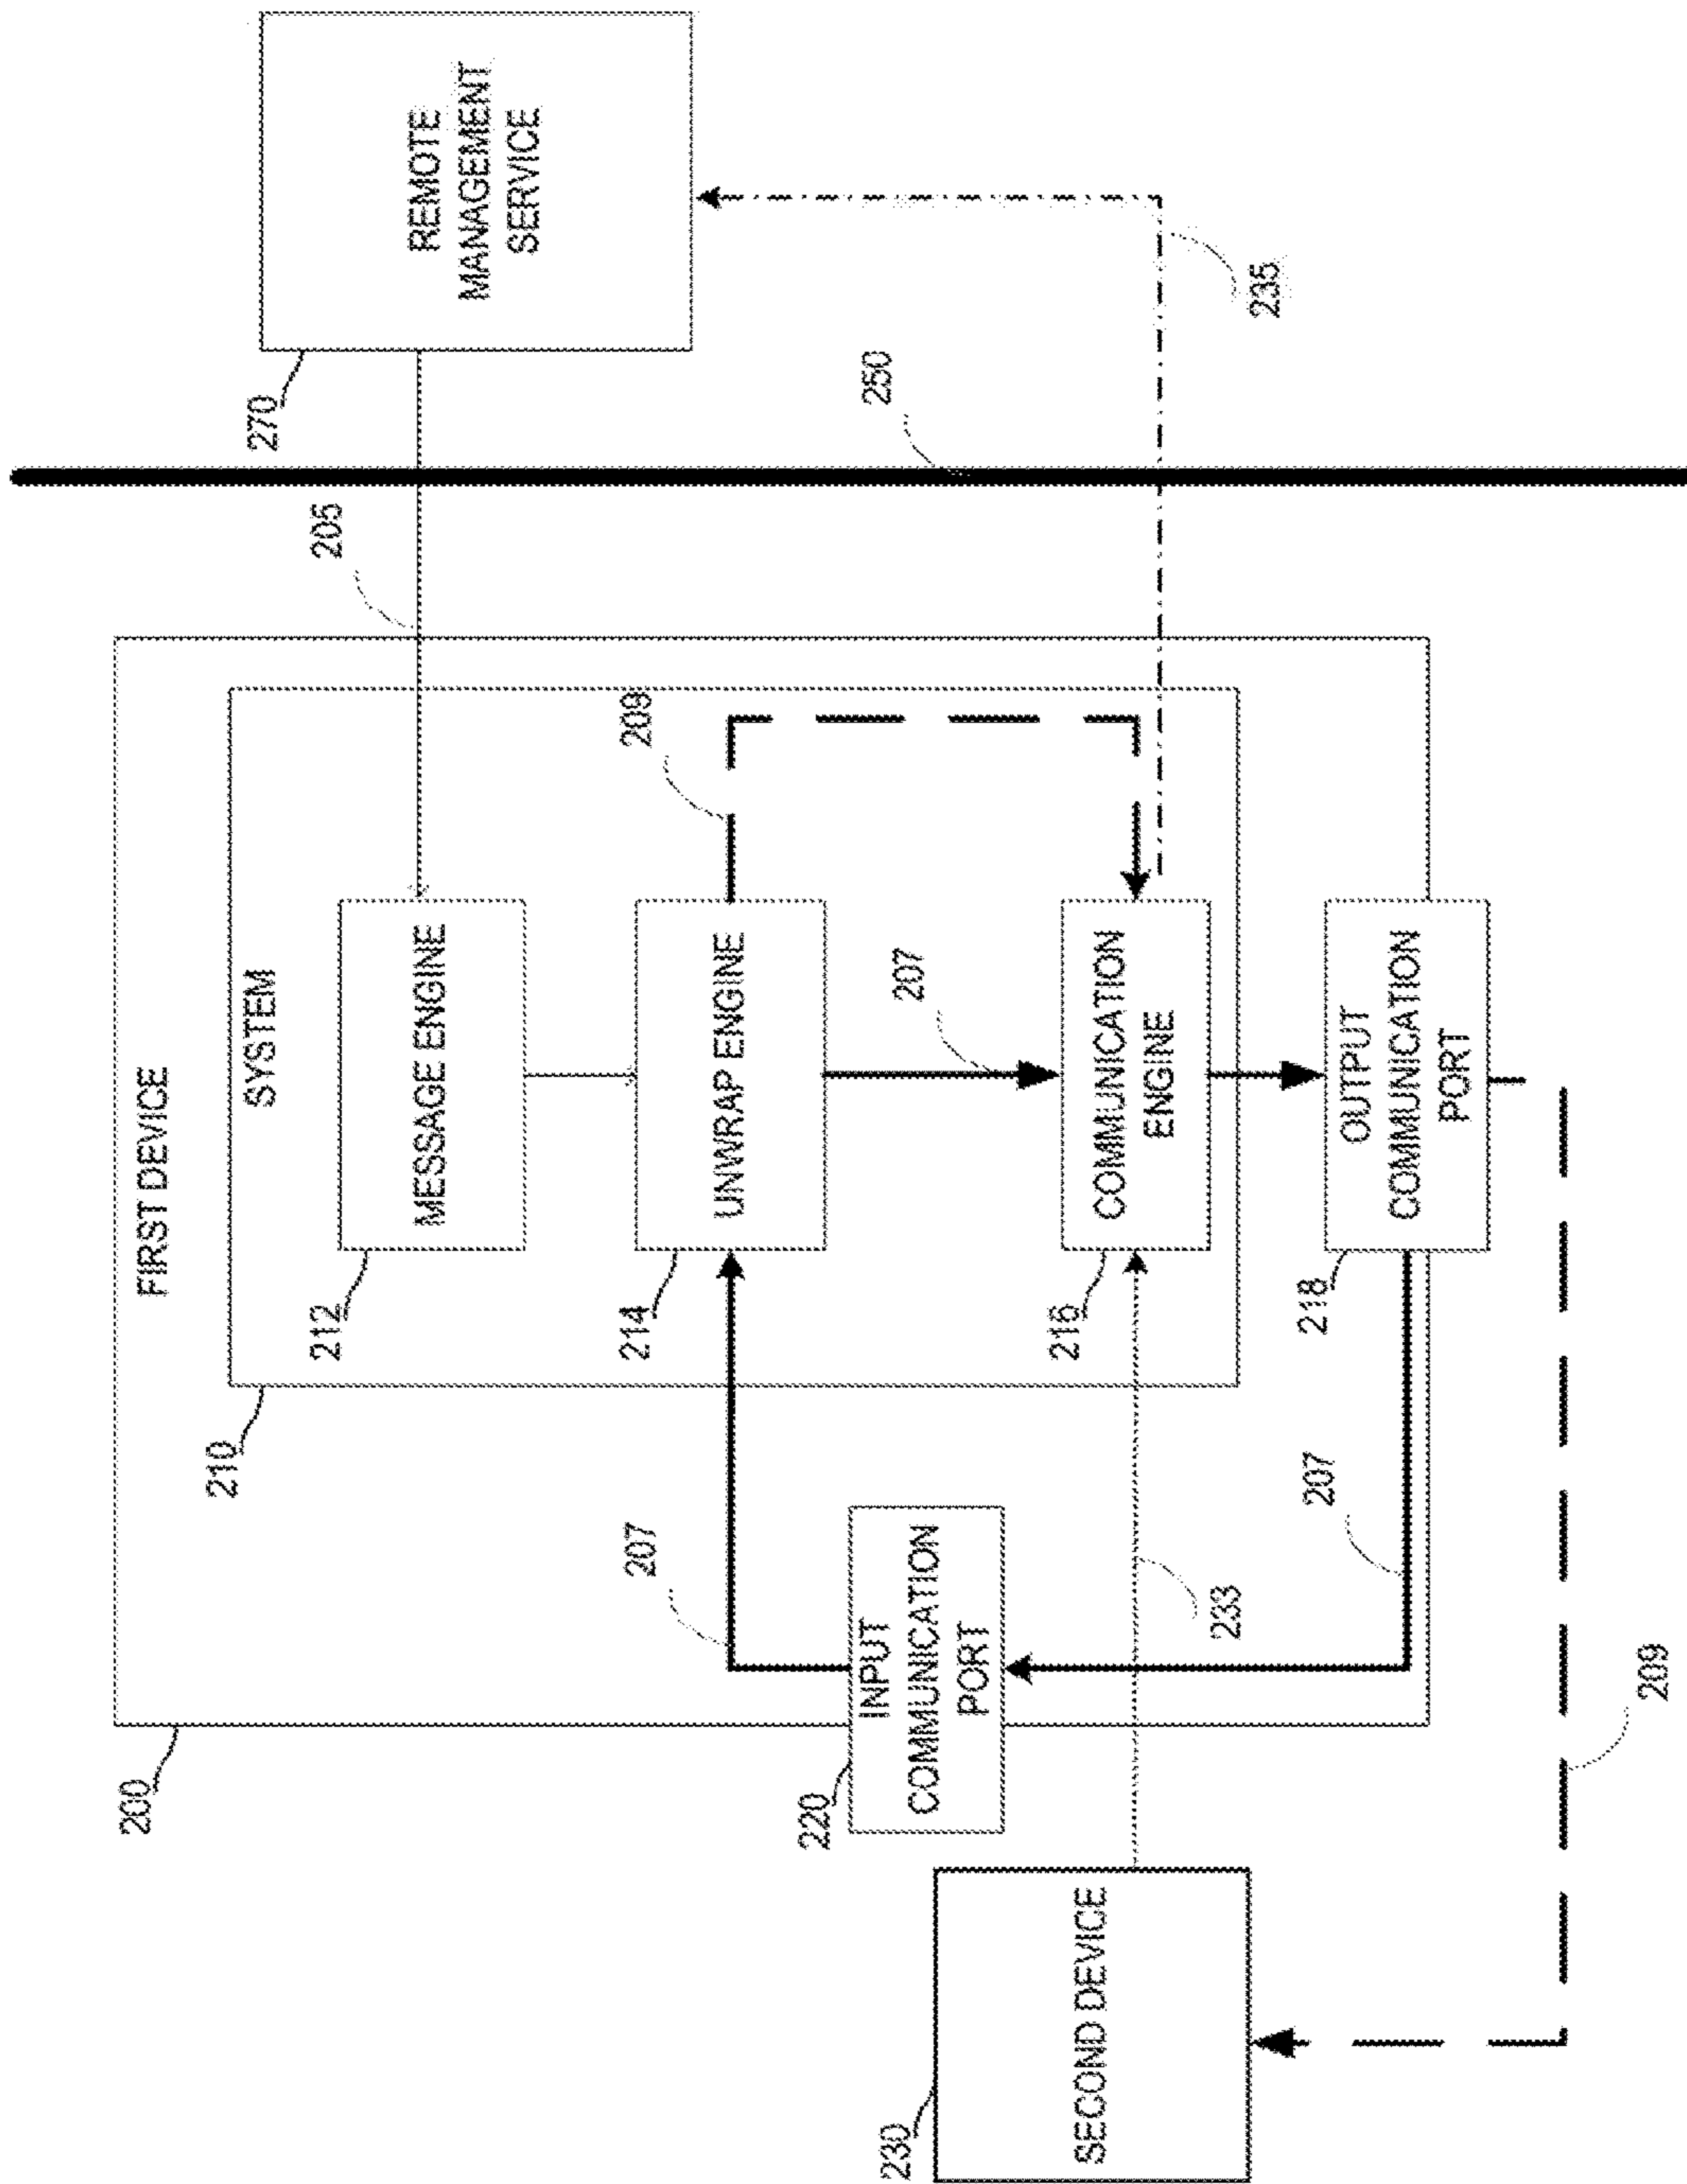 FIRST DEVICE
200
SYSTEM
210
MESSAGE ENGINE
212
205
270
REMOTE
MANAGEMENT
SERVICE
UNWRAP ENGINE
214
209
207
207
250
INPUT
COMMUNICATION
PORT
220
COMMUNICATION
ENGINE
216
233
235
SECOND DEVICE
230
OUTPUT
COMMUNICATION
PORT
218
207
209